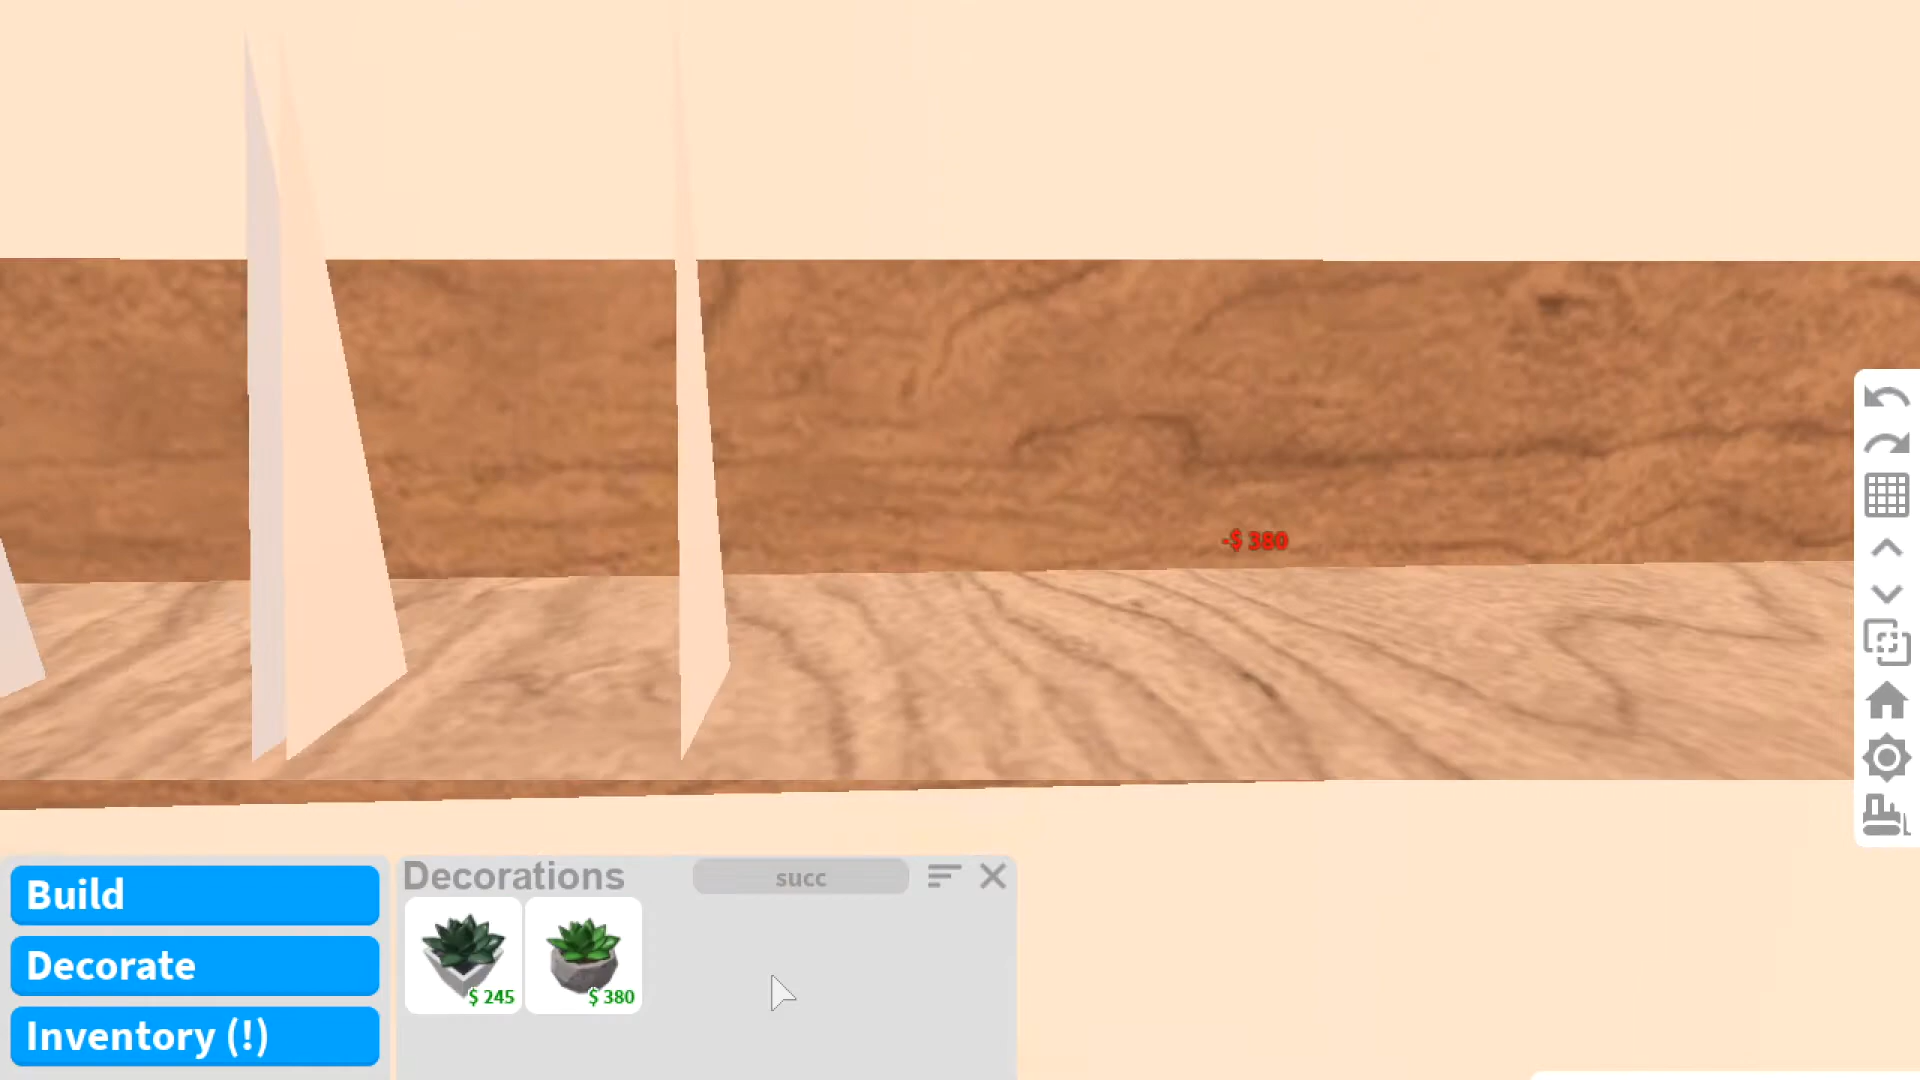 -$ 380
Build
Decorate
Inventory (!)
Decorations
succ
$ 245
$ 380